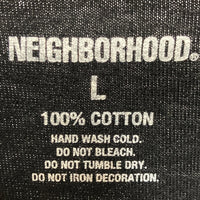 NEIGHBORHOOD®
L
100% COTTON
HAND WASH COLD.
DO NOT BLEACH.
DO NOT TUMBLE DRY.
DO NOT IRON DECORATION.